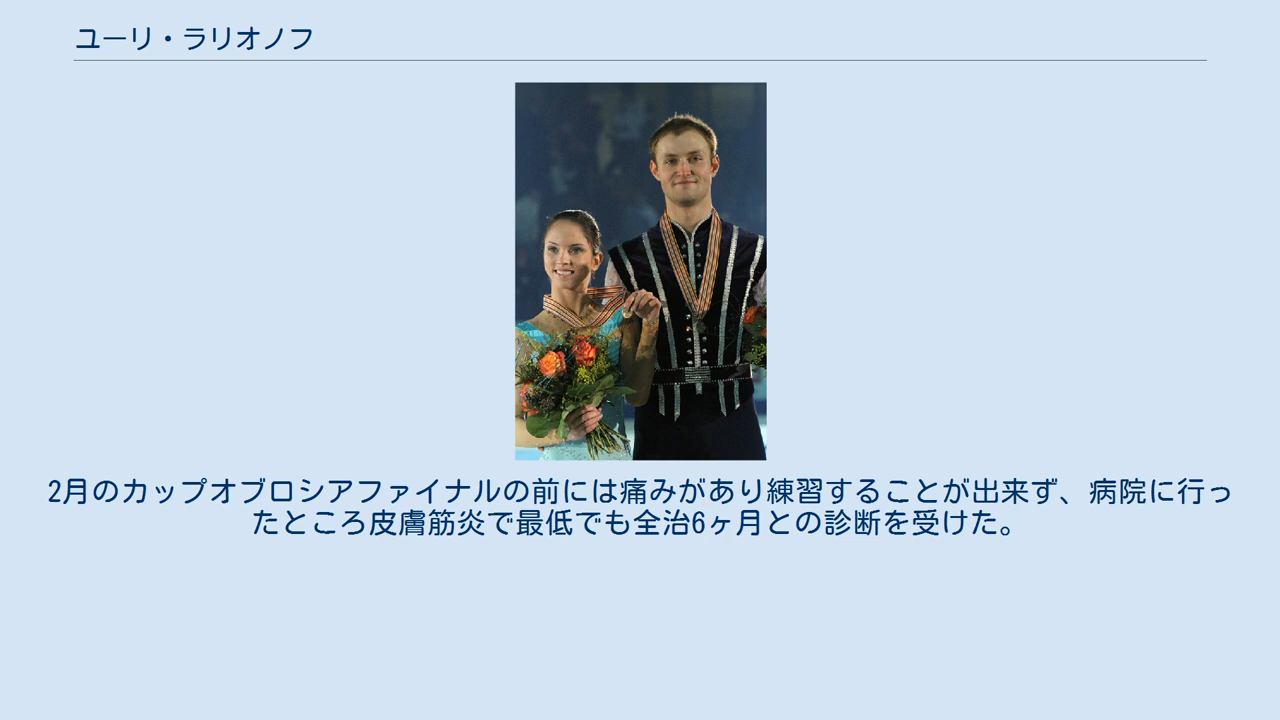 ユーリ・ラリオノフ
2月のカップオブロシアファイナルの前には痛みがあり練習することが出来ず、病院に行っ
たところ皮膚筋炎で最低でも全治6ヶ月との診断を受けた。